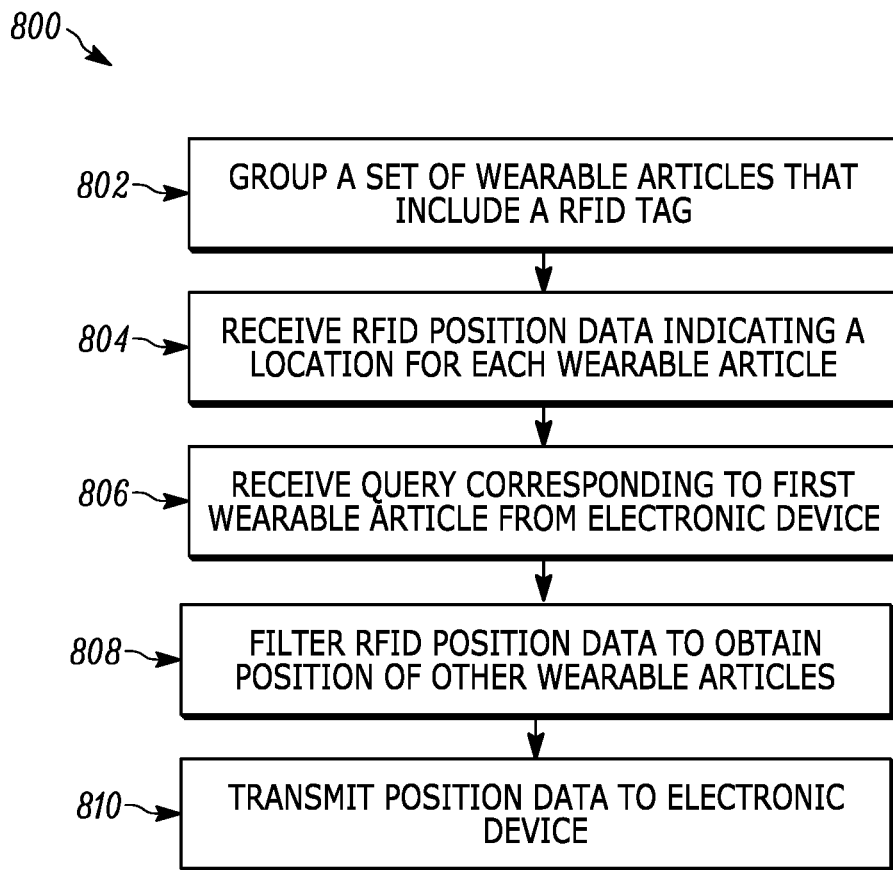 800
802
GROUP A SET OF WEARABLE ARTICLES THAT
INCLUDE A RFID TAG
804
RECEIVE RFID POSITION DATA INDICATING A
LOCATION FOR EACH WEARABLE ARTICLE
806
RECEIVE QUERY CORRESPONDING TO FIRST
WEARABLE ARTICLE FROM ELECTRONIC DEVICE
808
FILTER RFID POSITION DATA TO OBTAIN
POSITION OF OTHER WEARABLE ARTICLES
810
TRANSMIT POSITION DATA TO ELECTRONIC
DEVICE